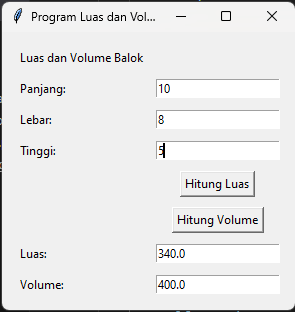 Program Luas dan Vol...
Luas dan Volume Balok
Panjang: 10
Lebar: 8
Tinggi: 5
Hitung Luas
Hitung Volume
Luas: 340.0
Volume: 400.0